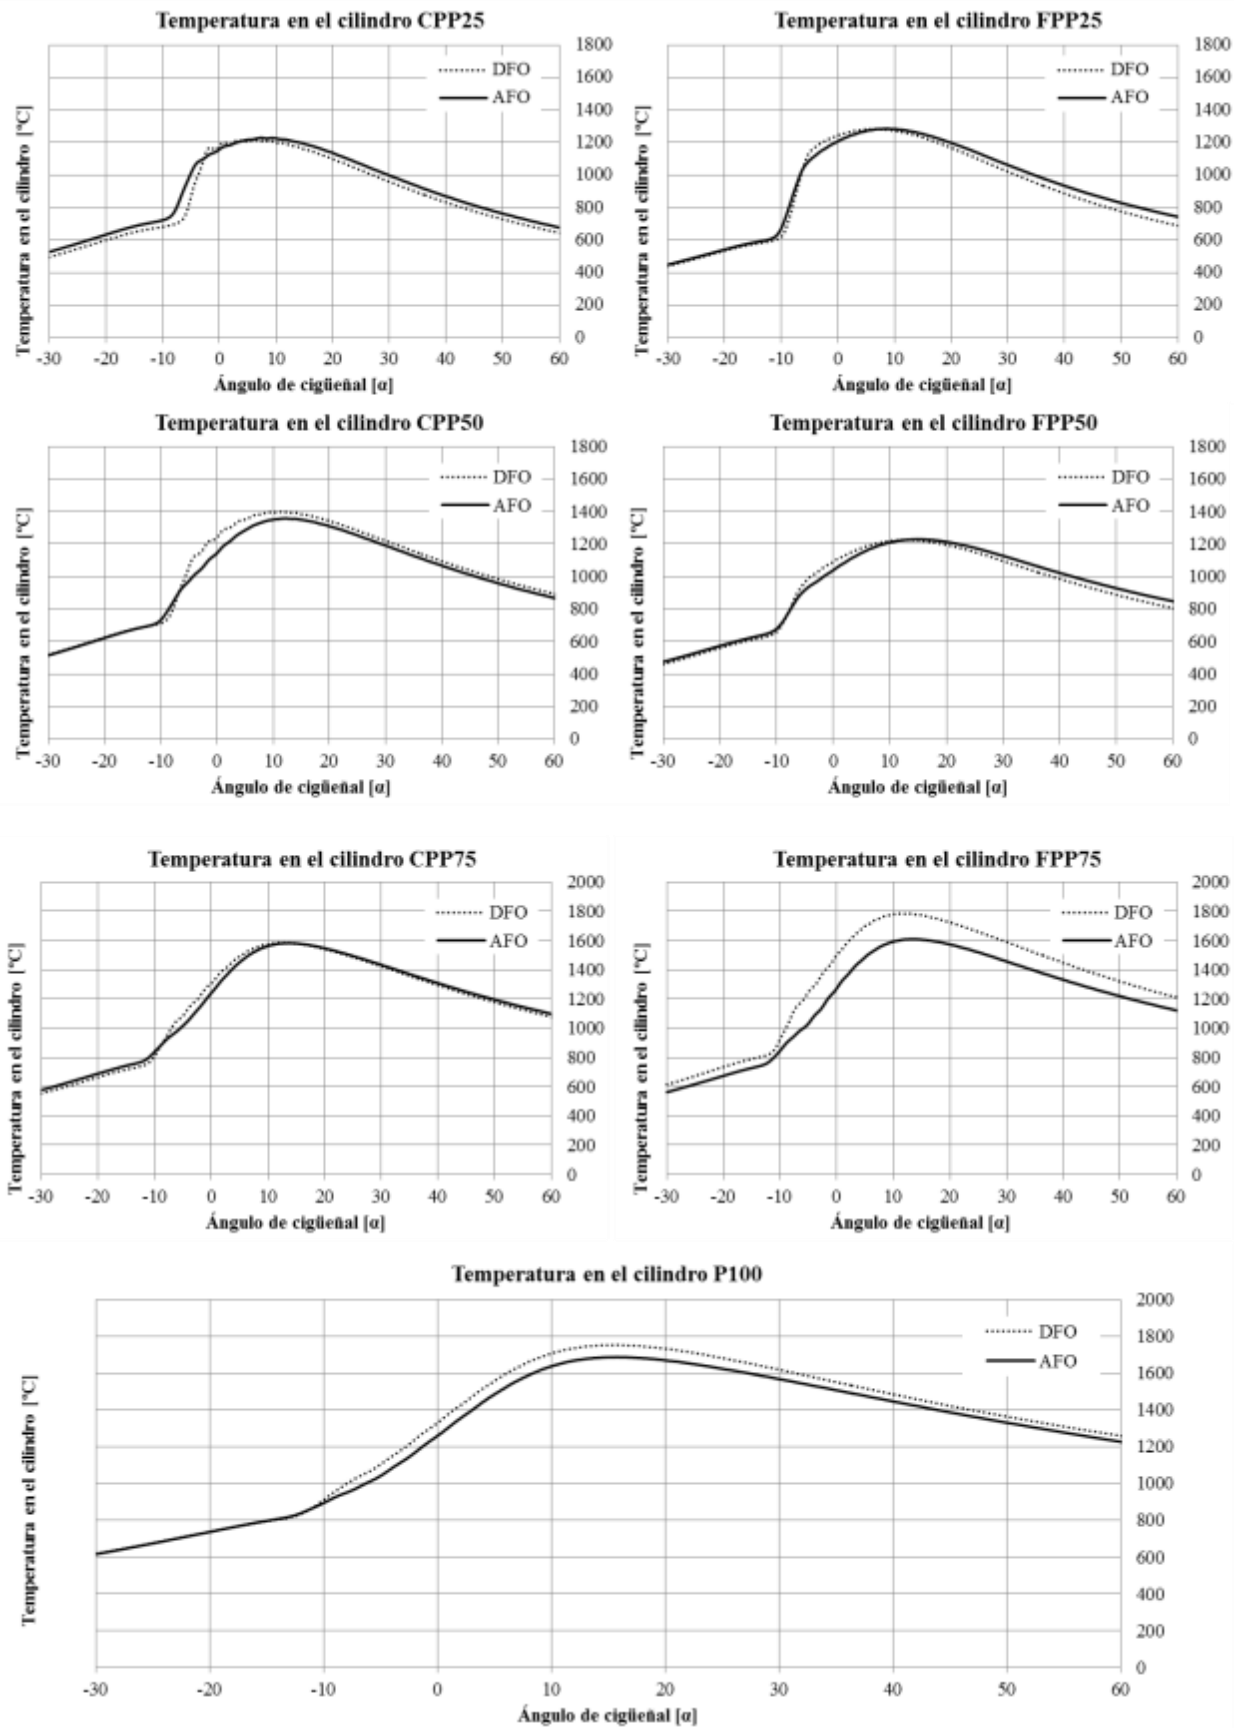 Temperatura en el cilindro CPP25
1800
1600
1400
1200
1000
800
600
400
200
0
DFO
AFO
Temperatura en el cilindro [ºC]
-30 -20 -10 0 10 20 30 40 50 60
Ángulo de cigüeñal [α]
Temperatura en el cilindro FPP25
1800
1600
1400
1200
1000
800
600
400
200
0
DFO
AFO
Temperatura en el cilindro [ºC]
-30 -20 -10 0 10 20 30 40 50 60
Ángulo de cigüeñal [α]
Temperatura en el cilindro CPP50
1800
1600
1400
1200
1000
800
600
400
200
0
DFO
AFO
Temperatura en el cilindro [ºC]
-30 -20 -10 0 10 20 30 40 50 60
Ángulo de cigüeñal [α]
Temperatura en el cilindro FPP50
1800
1600
1400
1200
1000
800
600
400
200
0
DFO
AFO
Temperatura en el cilindro [ºC]
-30 -20 -10 0 10 20 30 40 50 60
Ángulo de cigüeñal [α]
Temperatura en el cilindro CPP75
2000
1800
1600
1400
1200
1000
800
600
400
200
0
DFO
AFO
Temperatura en el cilindro [ºC]
-30 -20 -10 0 10 20 30 40 50 60
Ángulo de cigüeñal [α]
Temperatura en el cilindro FPP75
2000
1800
1600
1400
1200
1000
800
600
400
200
0
DFO
AFO
Temperatura en el cilindro [ºC]
-30 -20 -10 0 10 20 30 40 50 60
Ángulo de cigüeñal [α]
Temperatura en el cilindro P100
2000
1800
1600
1400
1200
1000
800
600
400
200
0
DFO
AFO
Temperatura en el cilindro [ºC]
-30 -20 -10 0 10 20 30 40 50 60
Ángulo de cigüeñal [α]